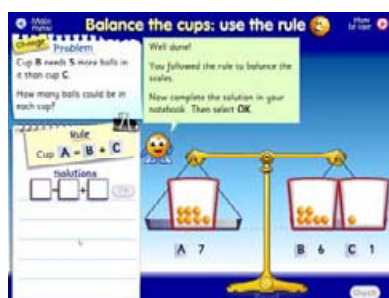 Main menu
Balance the cups: use the rule
How to use
Change
Problem
Cup B needs 5 more balls in
it than cup C.
How many balls could be in
each cup?
Well done!
You followed the rule to balance the
scales.
Now complete the solution in your
notebook. Then select OK.
Rule
Cup A = B + C
Solutions
= +
OK
A 7
B 6 C 1
Check